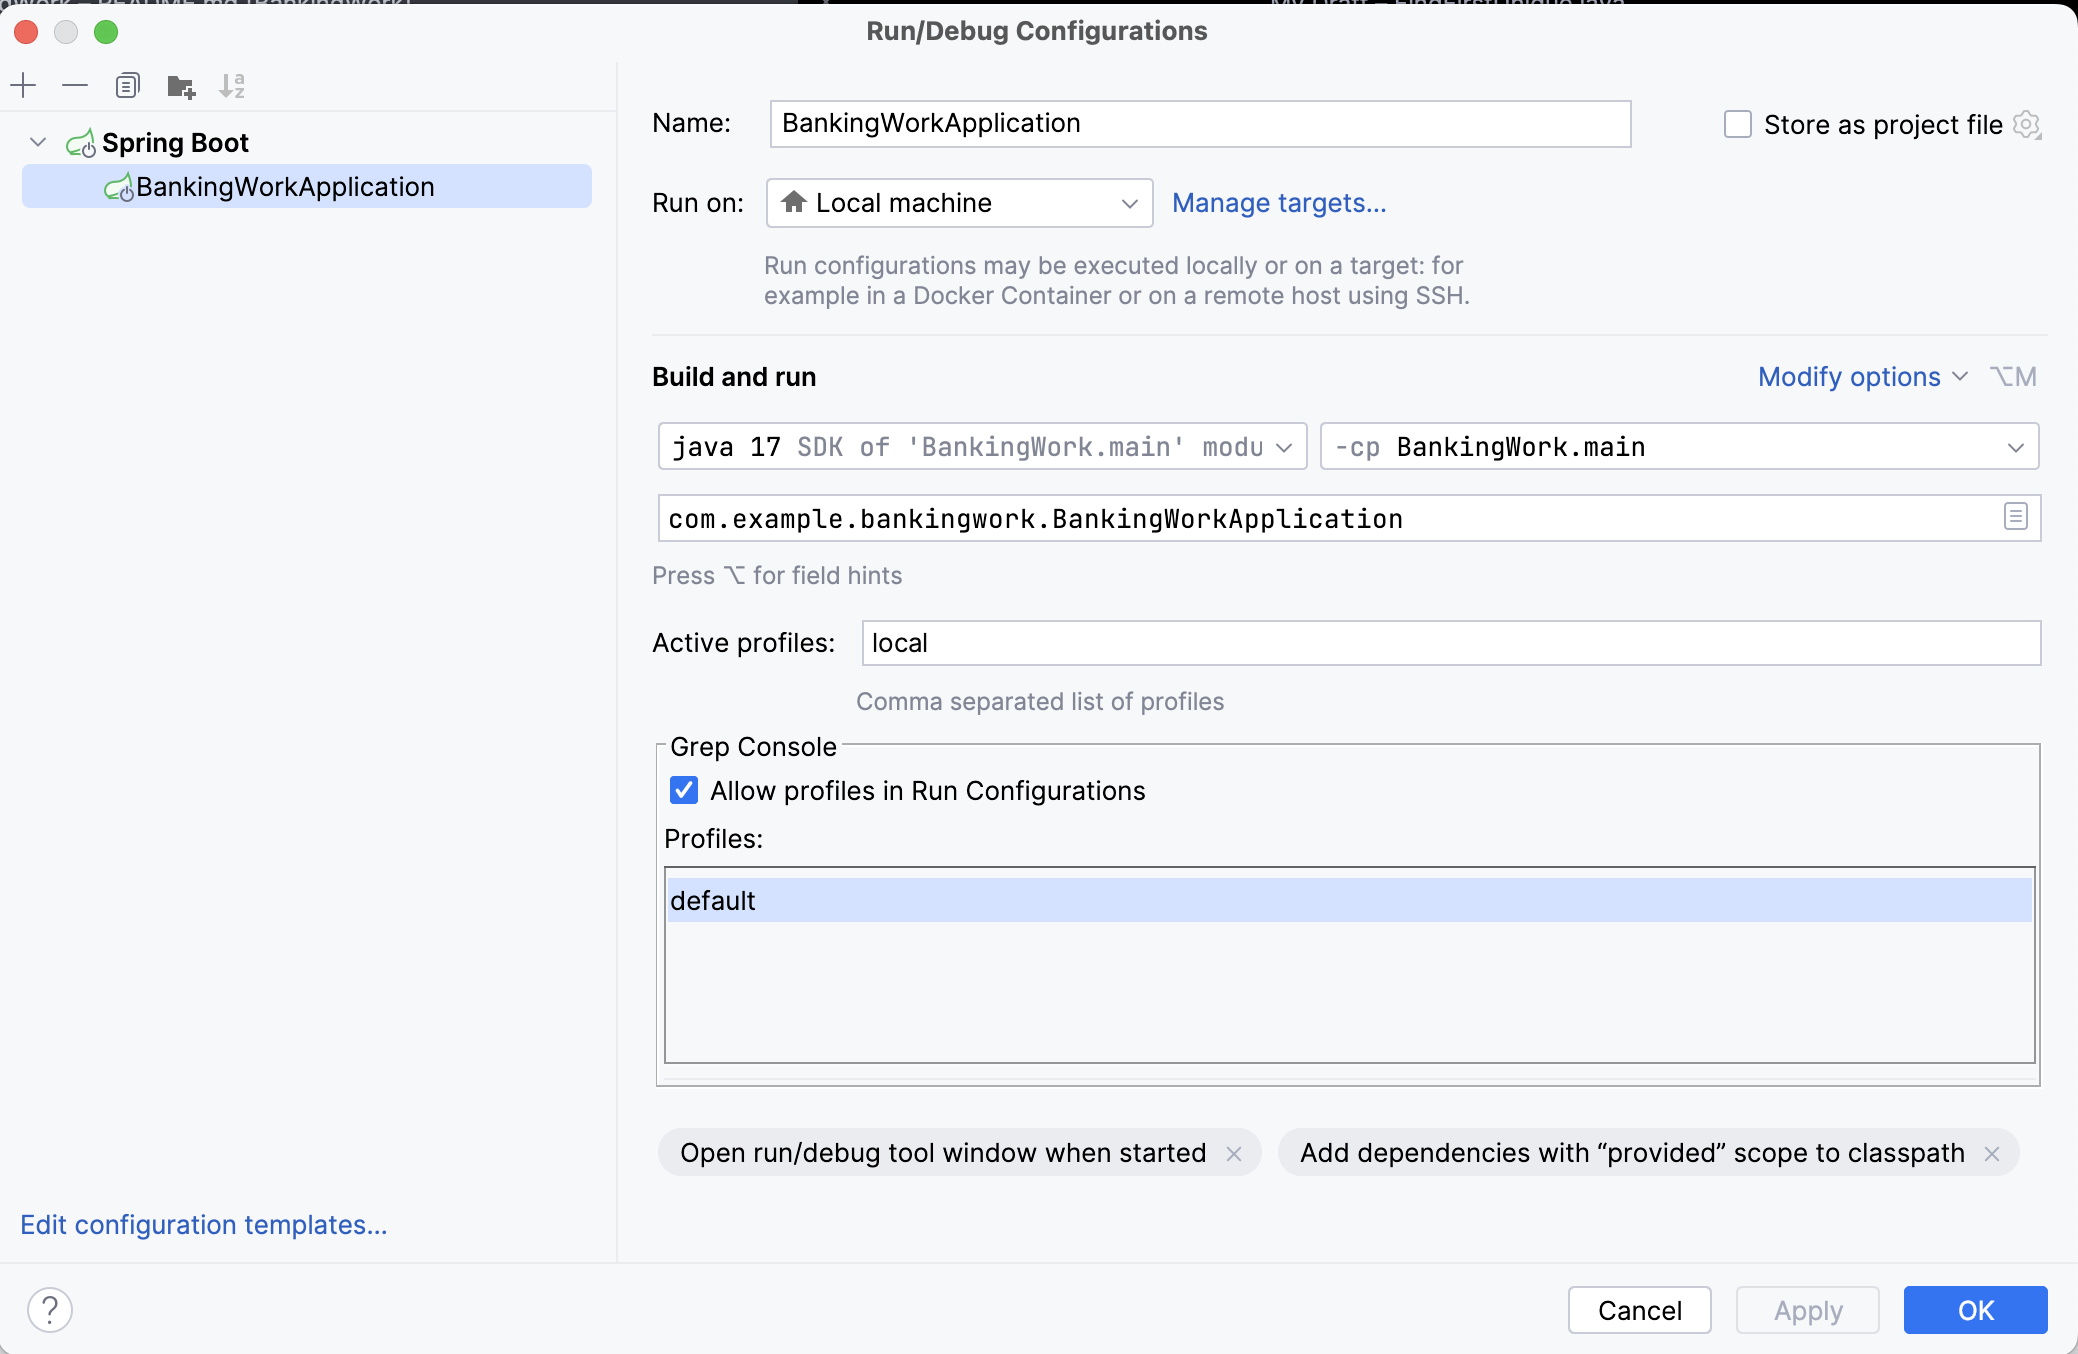 Run/Debug Configurations
Spring Boot
BankingWorkApplication
Edit configuration templates...
Name: BankingWorkApplication
Store as project file
Run on: Local machine Manage targets...
Run configurations may be executed locally or on a target: for
example in a Docker Container or on a remote host using SSH.
Build and run
Modify options ⌥M
java 17 SDK of 'BankingWork.main' modu
-cp BankingWork.main
com.example.bankingwork.BankingWorkApplication
Press ⌥ for field hints
Active profiles: local
Comma separated list of profiles
Grep Console
Allow profiles in Run Configurations
Profiles:
default
Open run/debug tool window when started
Add dependencies with “provided” scope to classpath
?
Cancel
Apply
OK